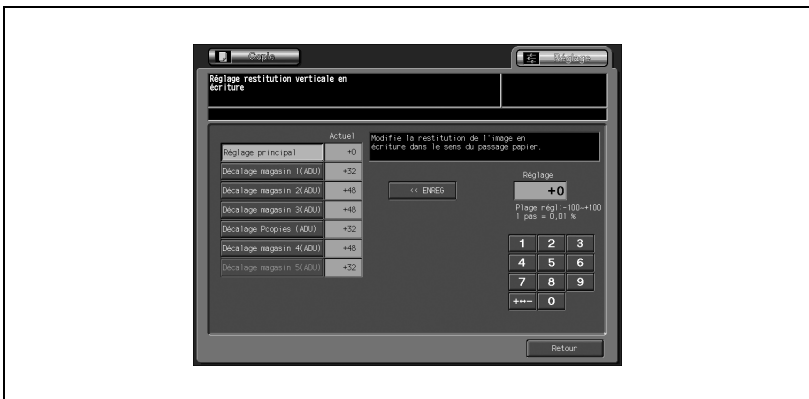 Copie
Réglage
Réglage restitution verticale en
écriture
Actuel
Modifie la restitution de l'image en
écriture dans le sens du passage papier.
Réglage principal +0
Décalage magasin 1(ADU) +32
Décalage magasin 2(ADU) +48
Décalage magasin 3(ADU) +48
Décalage Pcopies (ADU) +32
Décalage magasin 4(ADU) +48
Décalage magasin 5(ADU) +32
<< ENREG
Réglage
+0
Plage régl:-100~+100
1 pas = 0,01 %
1 2 3
4 5 6
7 8 9
+↔- 0
Retour